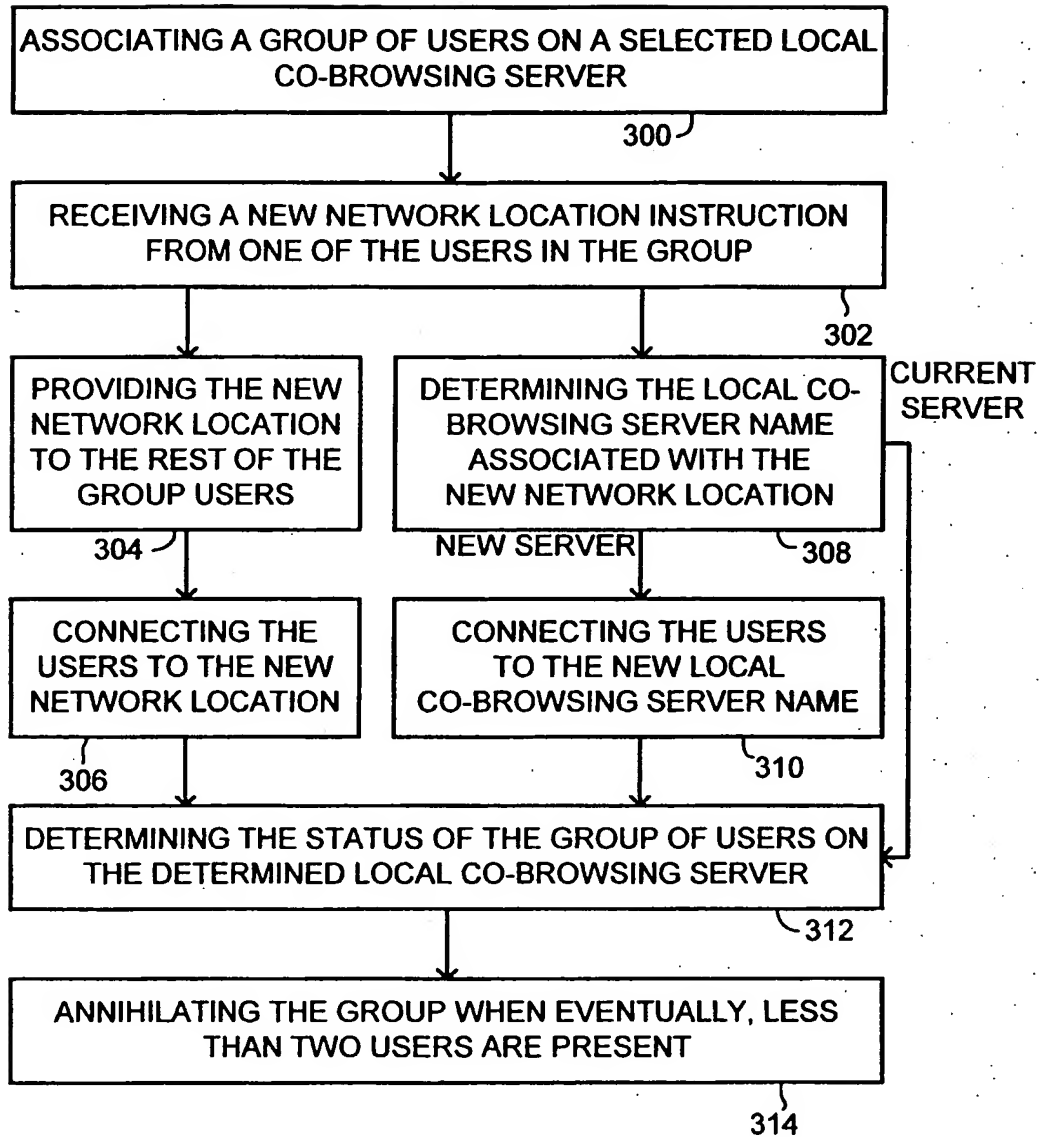 ASSOCIATING A GROUP OF USERS ON A SELECTED LOCAL
CO-BROWSING SERVER
300
RECEIVING A NEW NETWORK LOCATION INSTRUCTION
FROM ONE OF THE USERS IN THE GROUP
302
PROVIDING THE NEW
NETWORK LOCATION
TO THE REST OF THE
GROUP USERS
304
DETERMINING THE LOCAL CO-
BROWSING SERVER NAME
ASSOCIATED WITH THE
NEW NETWORK LOCATION
308
CURRENT
SERVER
NEW SERVER
CONNECTING THE
USERS TO THE NEW
NETWORK LOCATION
306
CONNECTING THE USERS
TO THE NEW LOCAL
CO-BROWSING SERVER NAME
310
DETERMINING THE STATUS OF THE GROUP OF USERS ON
THE DETERMINED LOCAL CO-BROWSING SERVER
312
ANNIHILATING THE GROUP WHEN EVENTUALLY, LESS
THAN TWO USERS ARE PRESENT
314